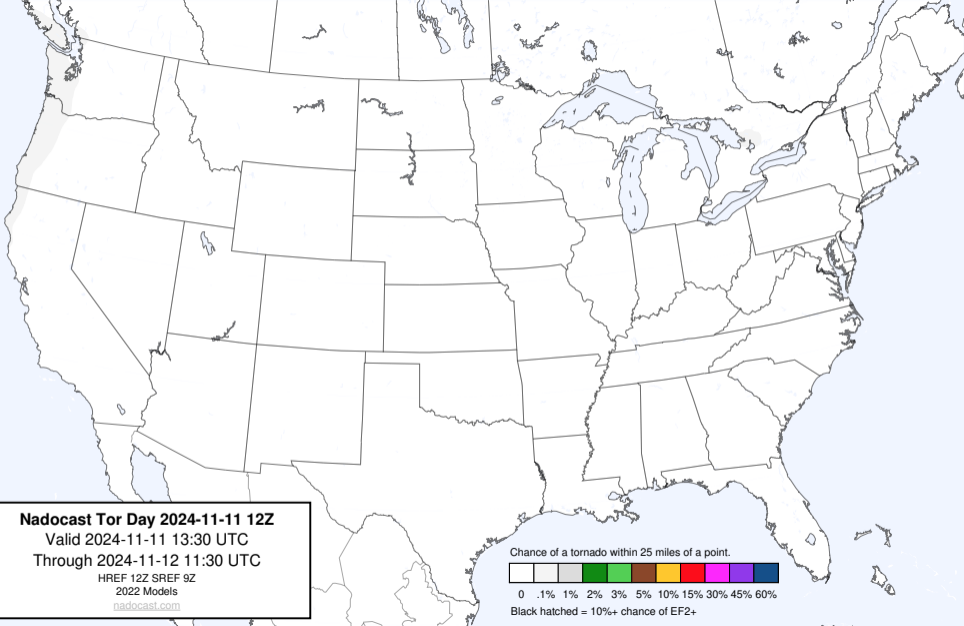 Nadocast Tor Day 2024-11-11 12Z
Valid 2024-11-11 13:30 UTC
Through 2024-11-12 11:30 UTC
HREF 12Z SREF 9Z
2022 Models
nadocast.com
Chance of a tornado within 25 miles of a point.
0 .1% 1% 2% 3% 5% 10% 15% 30% 45% 60%
Black hatched = 10%+ chance of EF2+